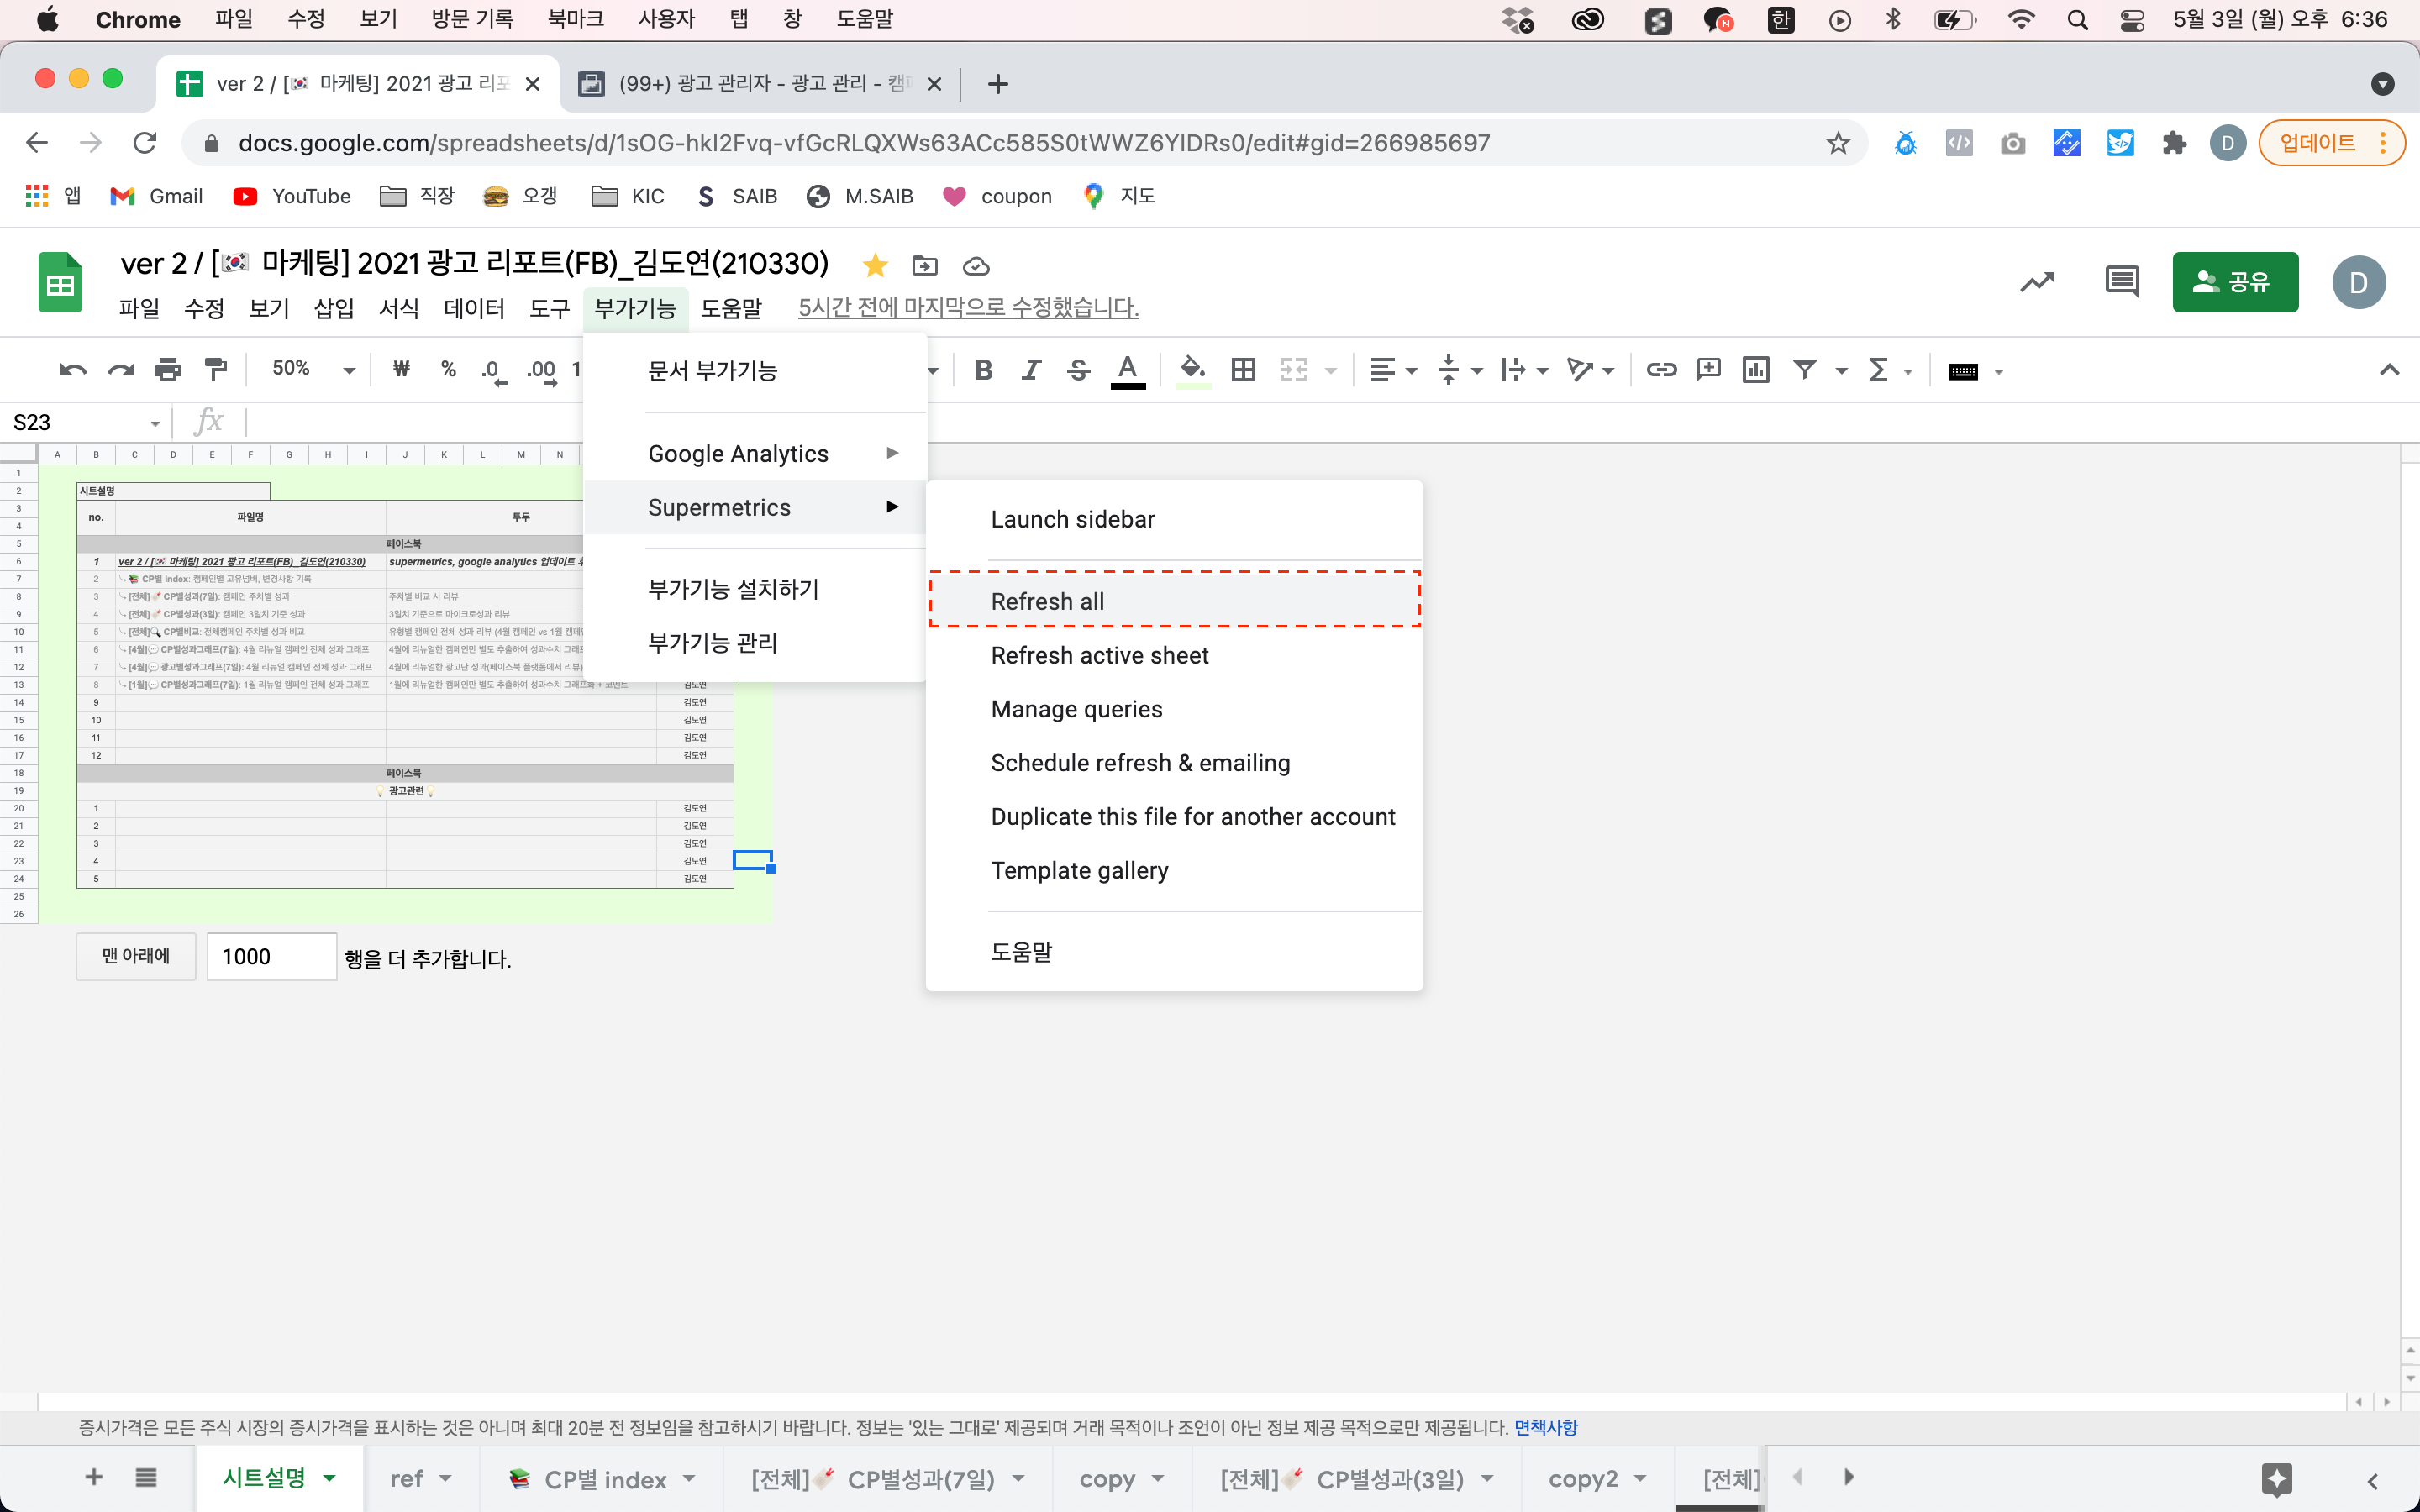 Chrome 파일 수정 보기 방문 기록 북마크 사용자 탭 창 도움말 한 5월 3일 (월) 오후 6:36
ver 2 / [🇰🇷 마케팅] 2021 광고 리포 (99+) 광고 관리자 - 광고 관리 - 캠
docs.google.com/spreadsheets/d/1sOG-hkI2Fvq-vfGcRLQXWs63ACc585S0tWWZ6YIDRs0/edit#gid=266985697 D 업데이트
앱 Gmail YouTube 직장 오갱 KIC SAIB M.SAIB coupon 지도
ver 2 / [🇰🇷 마케팅] 2021 광고 리포트(FB)_김도연(210330)
파일 수정 보기 삽입 서식 데이터 도구 부가기능 도움말 5시간 전에 마지막으로 수정했습니다. 공유 D
50% ₩ % .0 .00 1 B I S A
S23 fx
A B C D E F G H I J K L M N
문서 부가기능
Google Analytics
Supermetrics
부가기능 설치하기
부가기능 관리
Launch sidebar
Refresh all
Refresh active sheet
Manage queries
Schedule refresh & emailing
Duplicate this file for another account
Template gallery
도움말
1
2 시트설명
3 no. 파일명 투두
4
5 페이스북
6 1 ver 2 / [🇰🇷 마케팅] 2021 광고 리포트(FB)_김도연(210330) supermetrics, google analytics 업데이트
7 2 ↳ 📚 CP별 index: 캠페인별 고유넘버, 변경사항 기록
8 3 ↳ [전체]🧨 CP별성과(7일): 캠페인 주차별 성과 주차별 비교 시 리뷰
9 4 ↳ [전체]🧨 CP별성과(3일): 캠페인 3일치 기준 성과 3일치 기준으로 마이크로성과 리뷰
10 5 ↳ [전체]🔍 CP별비교: 전체캠페인 주차별 성과 비교 유형별 캠페인 전체 성과 리뷰 (4월 캠페인 vs 1월 캠페
11 6 ↳ [4월]💬 CP별성과그래프(7일): 4월 리뉴얼 캠페인 전체 성과 그래프 4월에 리뉴얼한 캠페인만 별도 추출하여 성과수치 그래
12 7 ↳ [4월]💬 광고별성과그래프(7일): 4월 리뉴얼 캠페인 전체 성과 그래프 4월에 리뉴얼한 광고단 성과(페이스북 플랫폼에서 리뷰)
13 8 ↳ [1월]💬 CP별성과그래프(7일): 1월 리뉴얼 캠페인 전체 성과 그래프 1월에 리뉴얼한 캠페인만 별도 추출하여 성과수치 그래프화 + 코멘트 김도연
14 9 김도연
15 10 김도연
16 11 김도연
17 12 김도연
18 페이스북
19 💡 광고관련💡
20 1 김도연
21 2 김도연
22 3 김도연
23 4 김도연
24 5 김도연
25
26
맨 아래에 1000 행을 더 추가합니다.
증시가격은 모든 주식 시장의 증시가격을 표시하는 것은 아니며 최대 20분 전 정보임을 참고하시기 바랍니다. 정보는 '있는 그대로' 제공되며 거래 목적이나 조언이 아닌 정보 제공 목적으로만 제공됩니다. 면책사항
시트설명 ref 📚 CP별 index [전체]🧨 CP별성과(7일) copy [전체]🧨 CP별성과(3일) copy2 [전체]